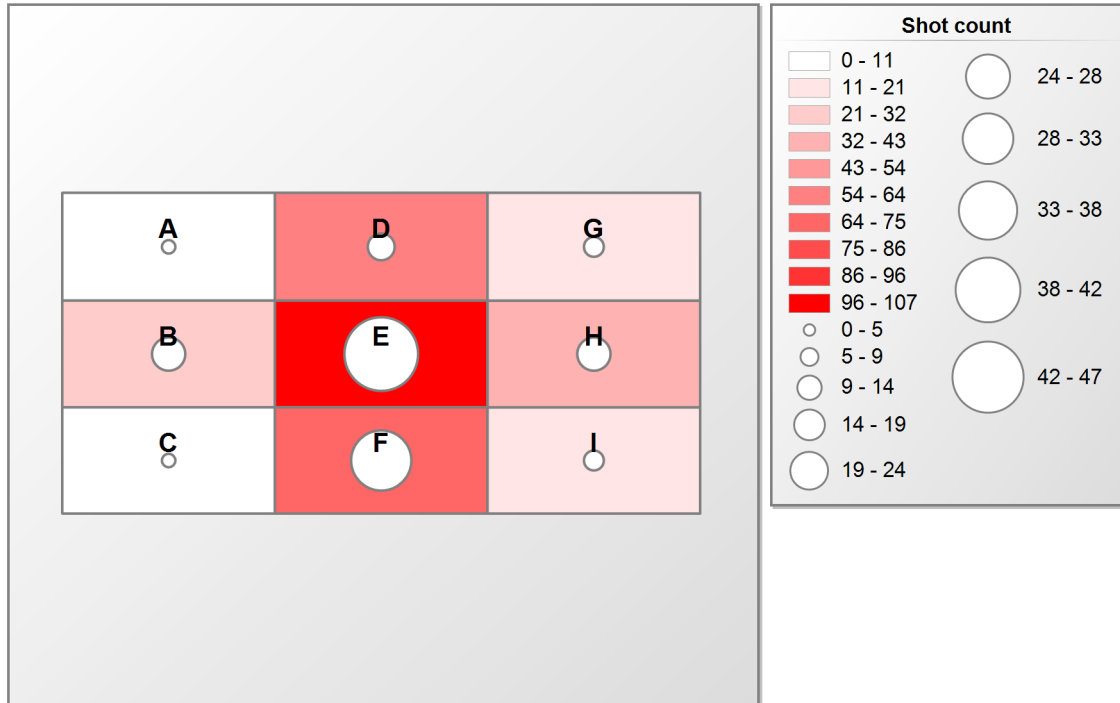 A
D
G
B
E
H
C
F
I
Shot count
0 - 11
11 - 21
21 - 32
32 - 43
43 - 54
54 - 64
64 - 75
75 - 86
86 - 96
96 - 107
0 - 5
5 - 9
9 - 14
14 - 19
19 - 24
24 - 28
28 - 33
33 - 38
38 - 42
42 - 47